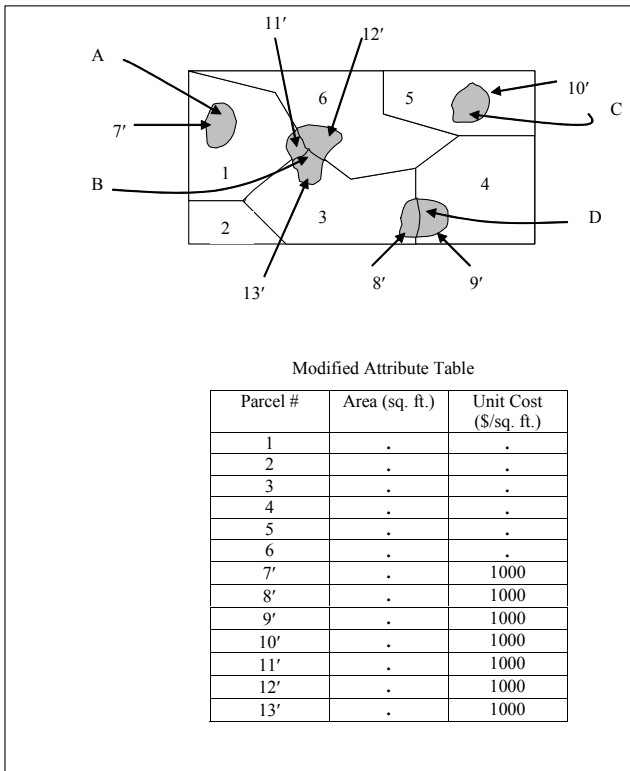 11′
12′
A
6
5
10′
7′
C
1
B
4
3
D
2
13′
8′
9′
Modified Attribute Table
Parcel # Area (sq. ft.) Unit Cost
($/sq. ft.)
1 . .
2 . .
3 . .
4 . .
5 . .
6 . .
7′ . 1000
8′ . 1000
9′ . 1000
10′ . 1000
11′ . 1000
12′ . 1000
13′ . 1000